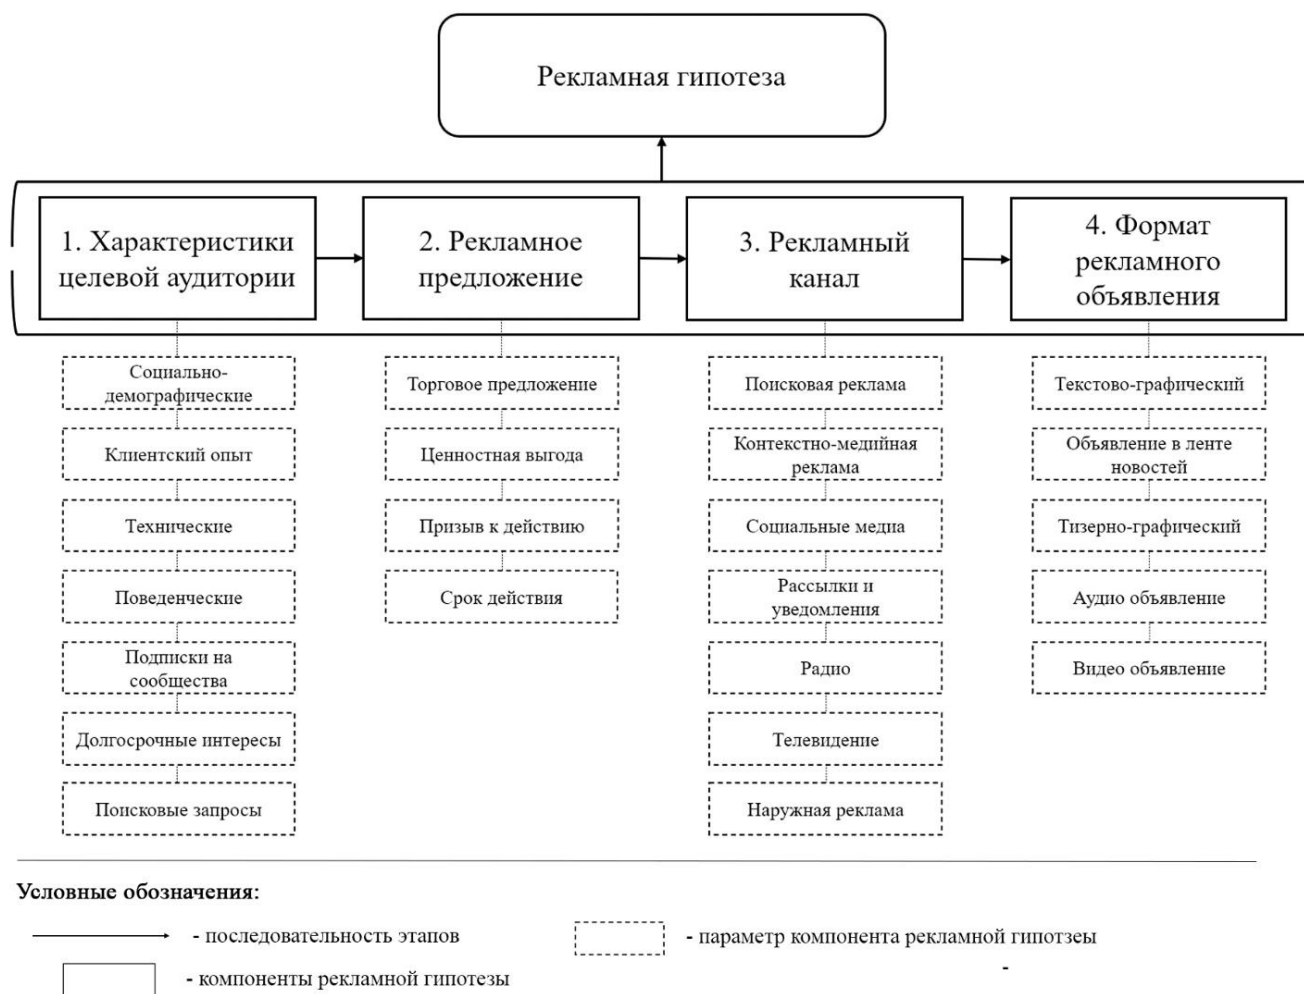 Рекламная гипотеза
1. Характеристики
целевой аудитории
2. Рекламное
предложение
3. Рекламный
канал
4. Формат
рекламного
объявления
Социально-
демографические
Клиентский опыт
Технические
Поведенческие
Подписки на
сообщества
Долгосрочные интересы
Поисковые запросы
Торговое предложение
Ценностная выгода
Призыв к действию
Срок действия
Поисковая реклама
Контекстно-медийная
реклама
Социальные медиа
Рассылки и
уведомления
Радио
Телевидение
Наружная реклама
Текстово-графический
Объявление в ленте
новостей
Тизерно-графический
Аудио объявление
Видео объявление
Условные обозначения:
- последовательность этапов
- параметр компонента рекламной гипотзеы
- компоненты рекламной гипотезы
-